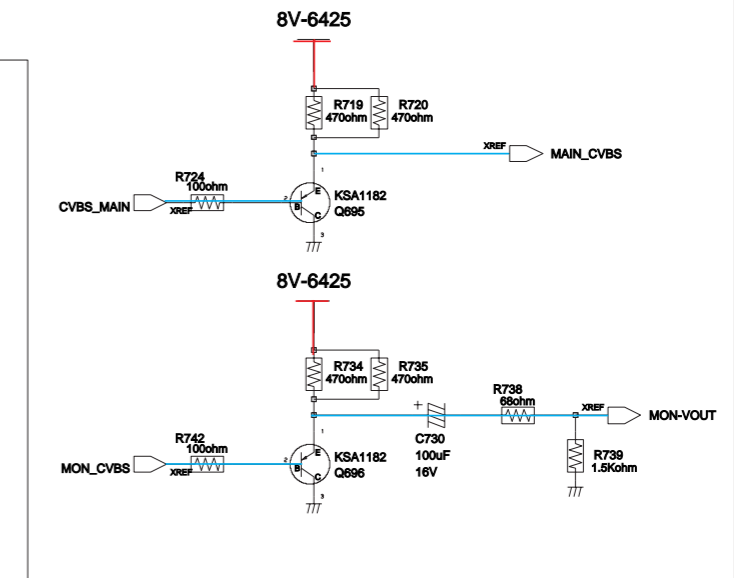 8V-6425
R719
470ohm
R720
470ohm
XREF
MAIN_CVBS
R724
100ohm
CVBS_MAIN
XREF
1
2
E
B
C
3
KSA1182
Q695
8V-6425
R734
470ohm
R735
470ohm
R738
68ohm
XREF
MON-VOUT
+
C730
100uF
16V
R742
100ohm
MON_CVBS
XREF
1
2
E
B
C
3
KSA1182
Q696
R739
1.5Kohm